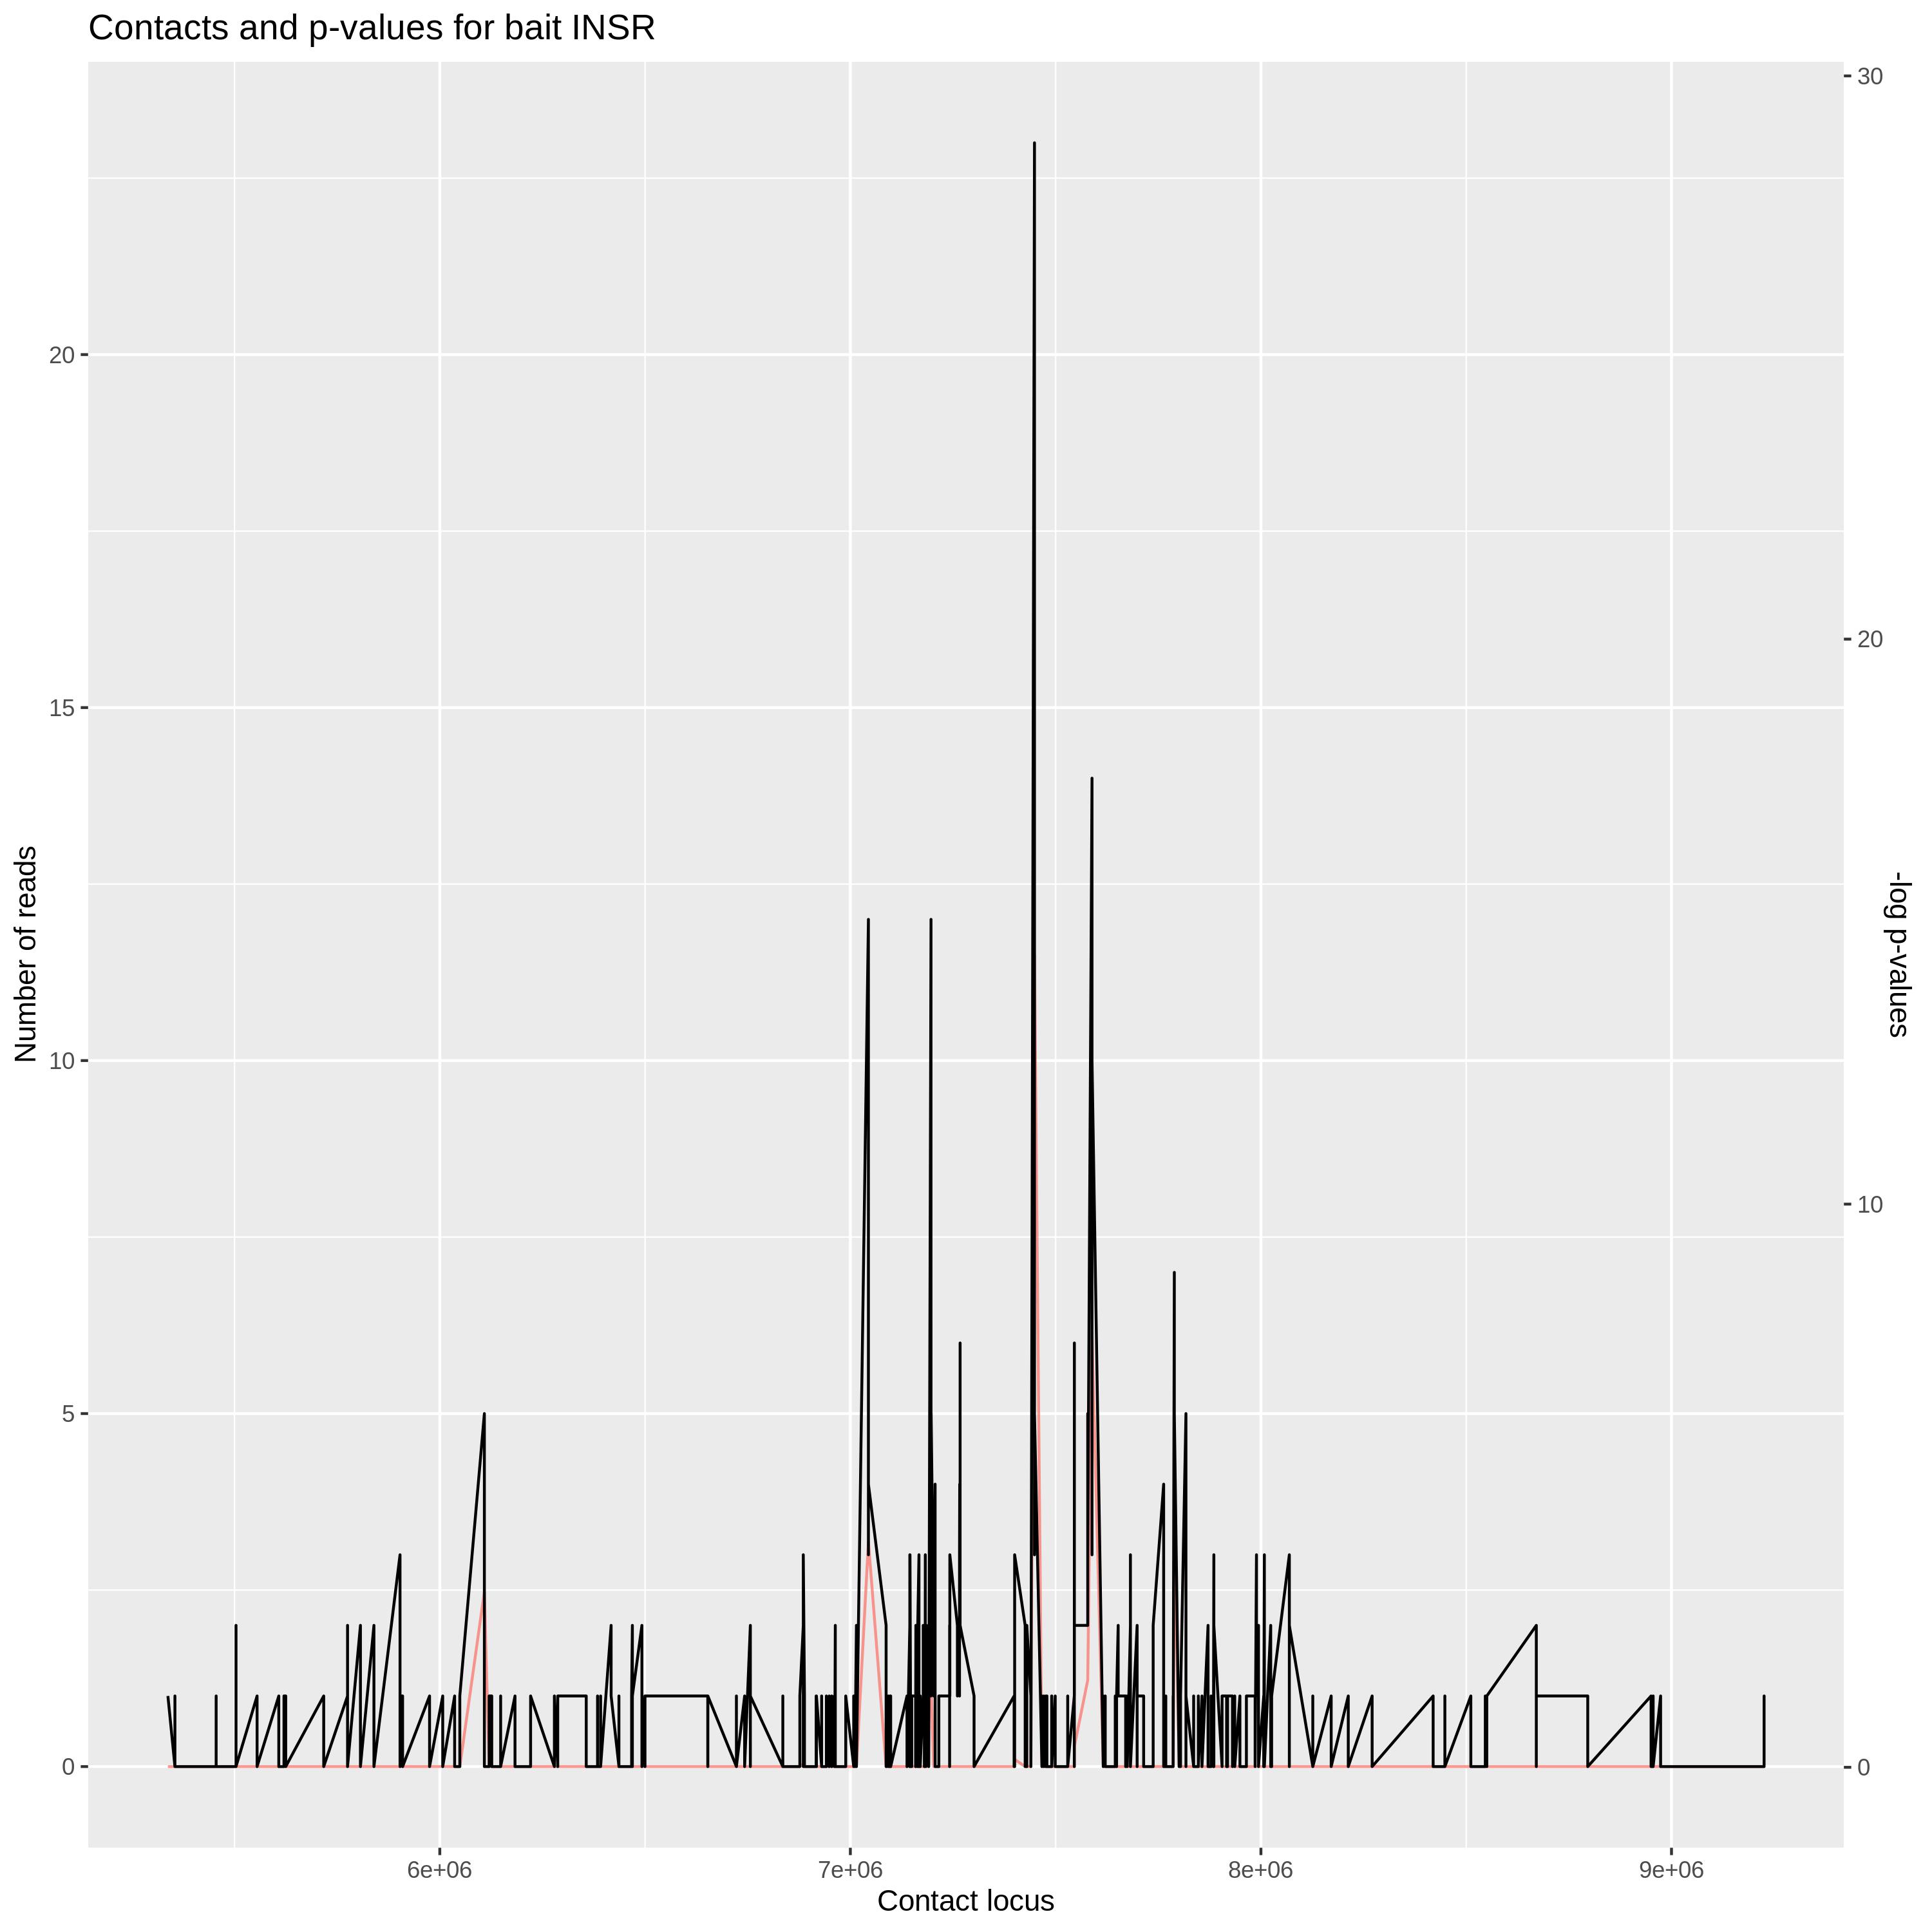 Contacts and p-values for bait INSR
Number of reads
20
15
10
5
0
30
20
10
0
-log p-values
6e+06
7e+06
8e+06
9e+06
Contact locus